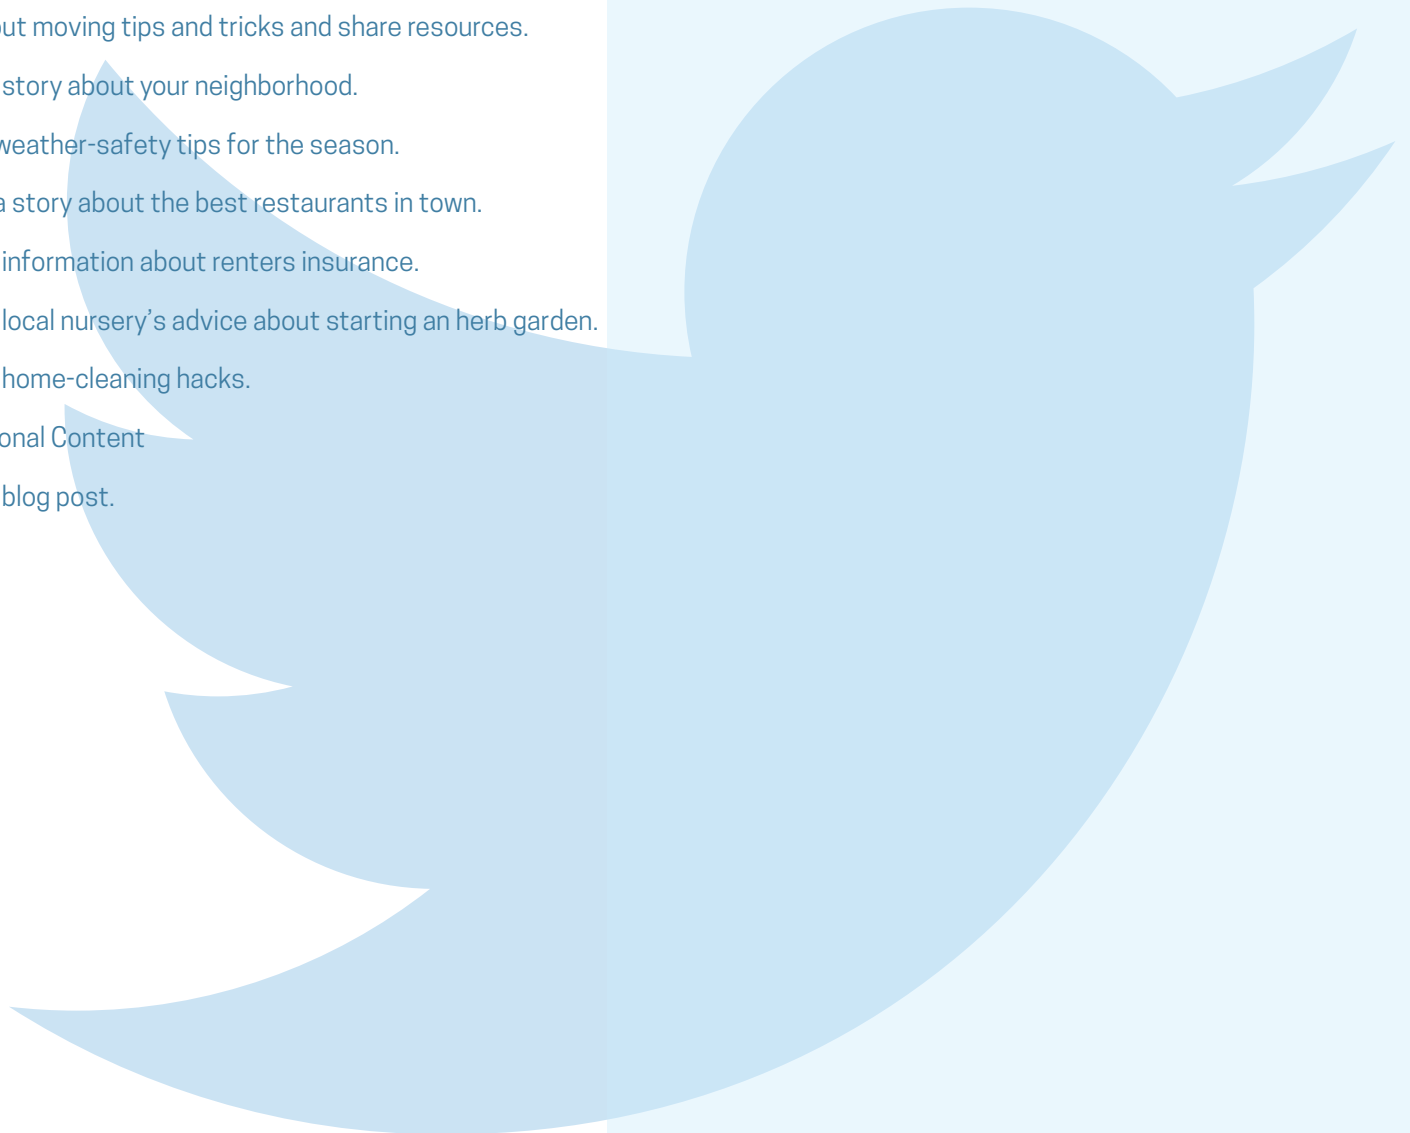 out moving tips and tricks and share resources.
story about your neighborhood.
weather-safety tips for the season.
a story about the best restaurants in town.
information about renters insurance.
local nursery’s advice about starting an herb garden.
home-cleaning hacks.
onal Content
blog post.